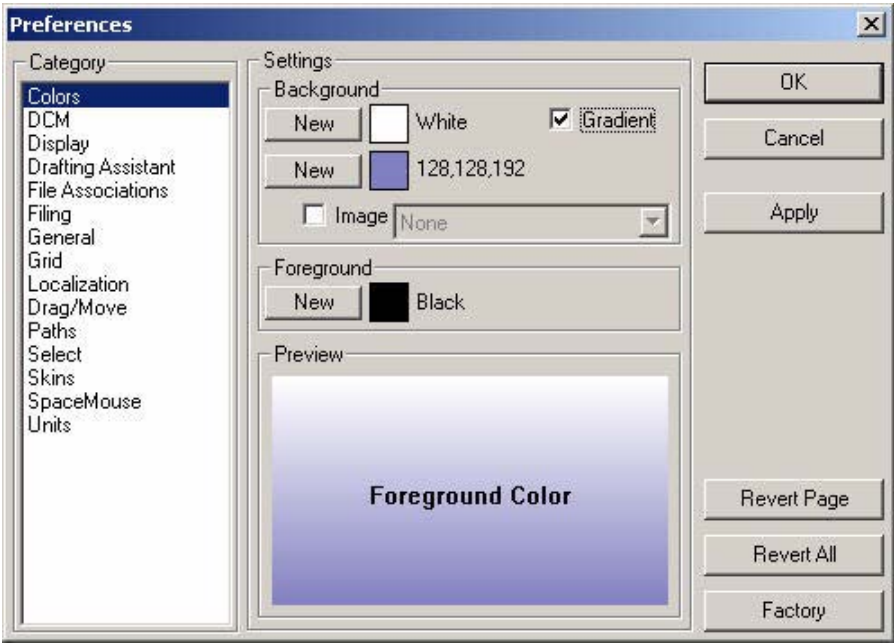 Preferences
Category
Colors
DCM
Display
Drafting Assistant
File Associations
Filing
General
Grid
Localization
Drag/Move
Paths
Select
Skins
SpaceMouse
Units
Settings
Background
New White Gradient
New 128,128,192
Image None
Foreground
New Black
Preview
Foreground Color
OK
Cancel
Apply
Revert Page
Revert All
Factory